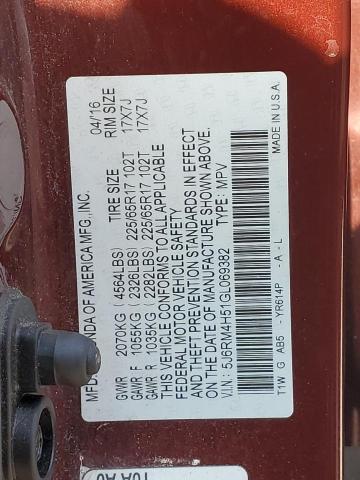 MFD. HONDA OF AMERICA MFG.,INC. 04/'16
TIRE SIZE RIM SIZE
GVWR 2070KG (4564LBS)
GAWR F 1055KG (2326LBS) 225/65R17 102T 17X7J
GAWR R 1035KG (2282LBS) 225/65R17 102T 17X7J
THIS VEHICLE CONFORMS TO ALL APPLICABLE
FEDERAL MOTOR VEHICLE SAFETY
AND THEFT PREVENTION STANDARDS IN EFFECT
ON THE DATE OF MANUFACTURE SHOWN ABOVE.
V.I.N.: 5J6RM4H51GL069382 TYPE: MPV
T1W G AB5 -YR614P -A-L MADE IN U.S.A.